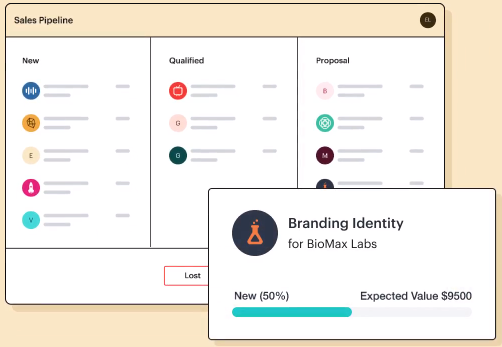 Sales Pipeline
EL
New
Qualified
Proposal
B
G
E
G
M
V
Lost
Branding Identity
for BioMax Labs
New (50%)
Expected Value $9500